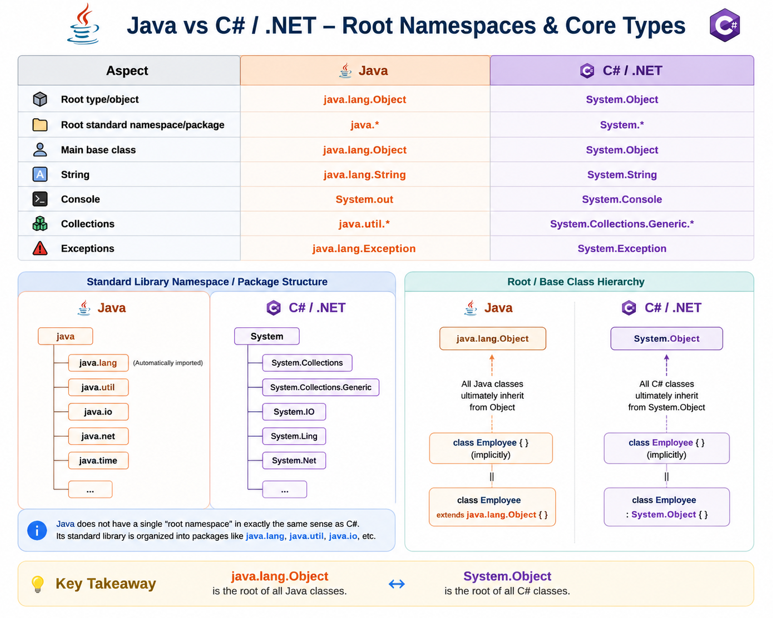 Java vs C# / .NET – Root Namespaces & Core Types
C#
Aspect
Java
C# / .NET
Root type/object
java.lang.Object
System.Object
Root standard namespace/package
java.*
System.*
Main base class
java.lang.Object
System.Object
A
String
java.lang.String
System.String
Console
System.out
System.Console
Collections
java.util.*
System.Collections.Generic.*
Exceptions
java.lang.Exception
System.Exception
Standard Library Namespace / Package Structure
Java
java
java.lang
(Automatically imported)
java.util
java.io
java.net
java.time
...
C# / .NET
System
System.Collections
System.Collections.Generic
System.IO
System.Ling
System.Net
...
Java does not have a single "root namespace" in exactly the same sense as C#.
Its standard library is organized into packages like java.lang, java.util, java.io, etc.
Root / Base Class Hierarchy
Java
java.lang.Object
All Java classes
ultimately inherit
from Object
class Employee { }
(implicitly)
||
class Employee
extends java.lang.Object { }
C# / .NET
System.Object
All C# classes
ultimately inherit
from System.Object
class Employee { }
(implicitly)
||
class Employee
: System.Object { }
Key Takeaway
java.lang.Object
is the root of all Java classes.
System.Object
is the root of all C# classes.